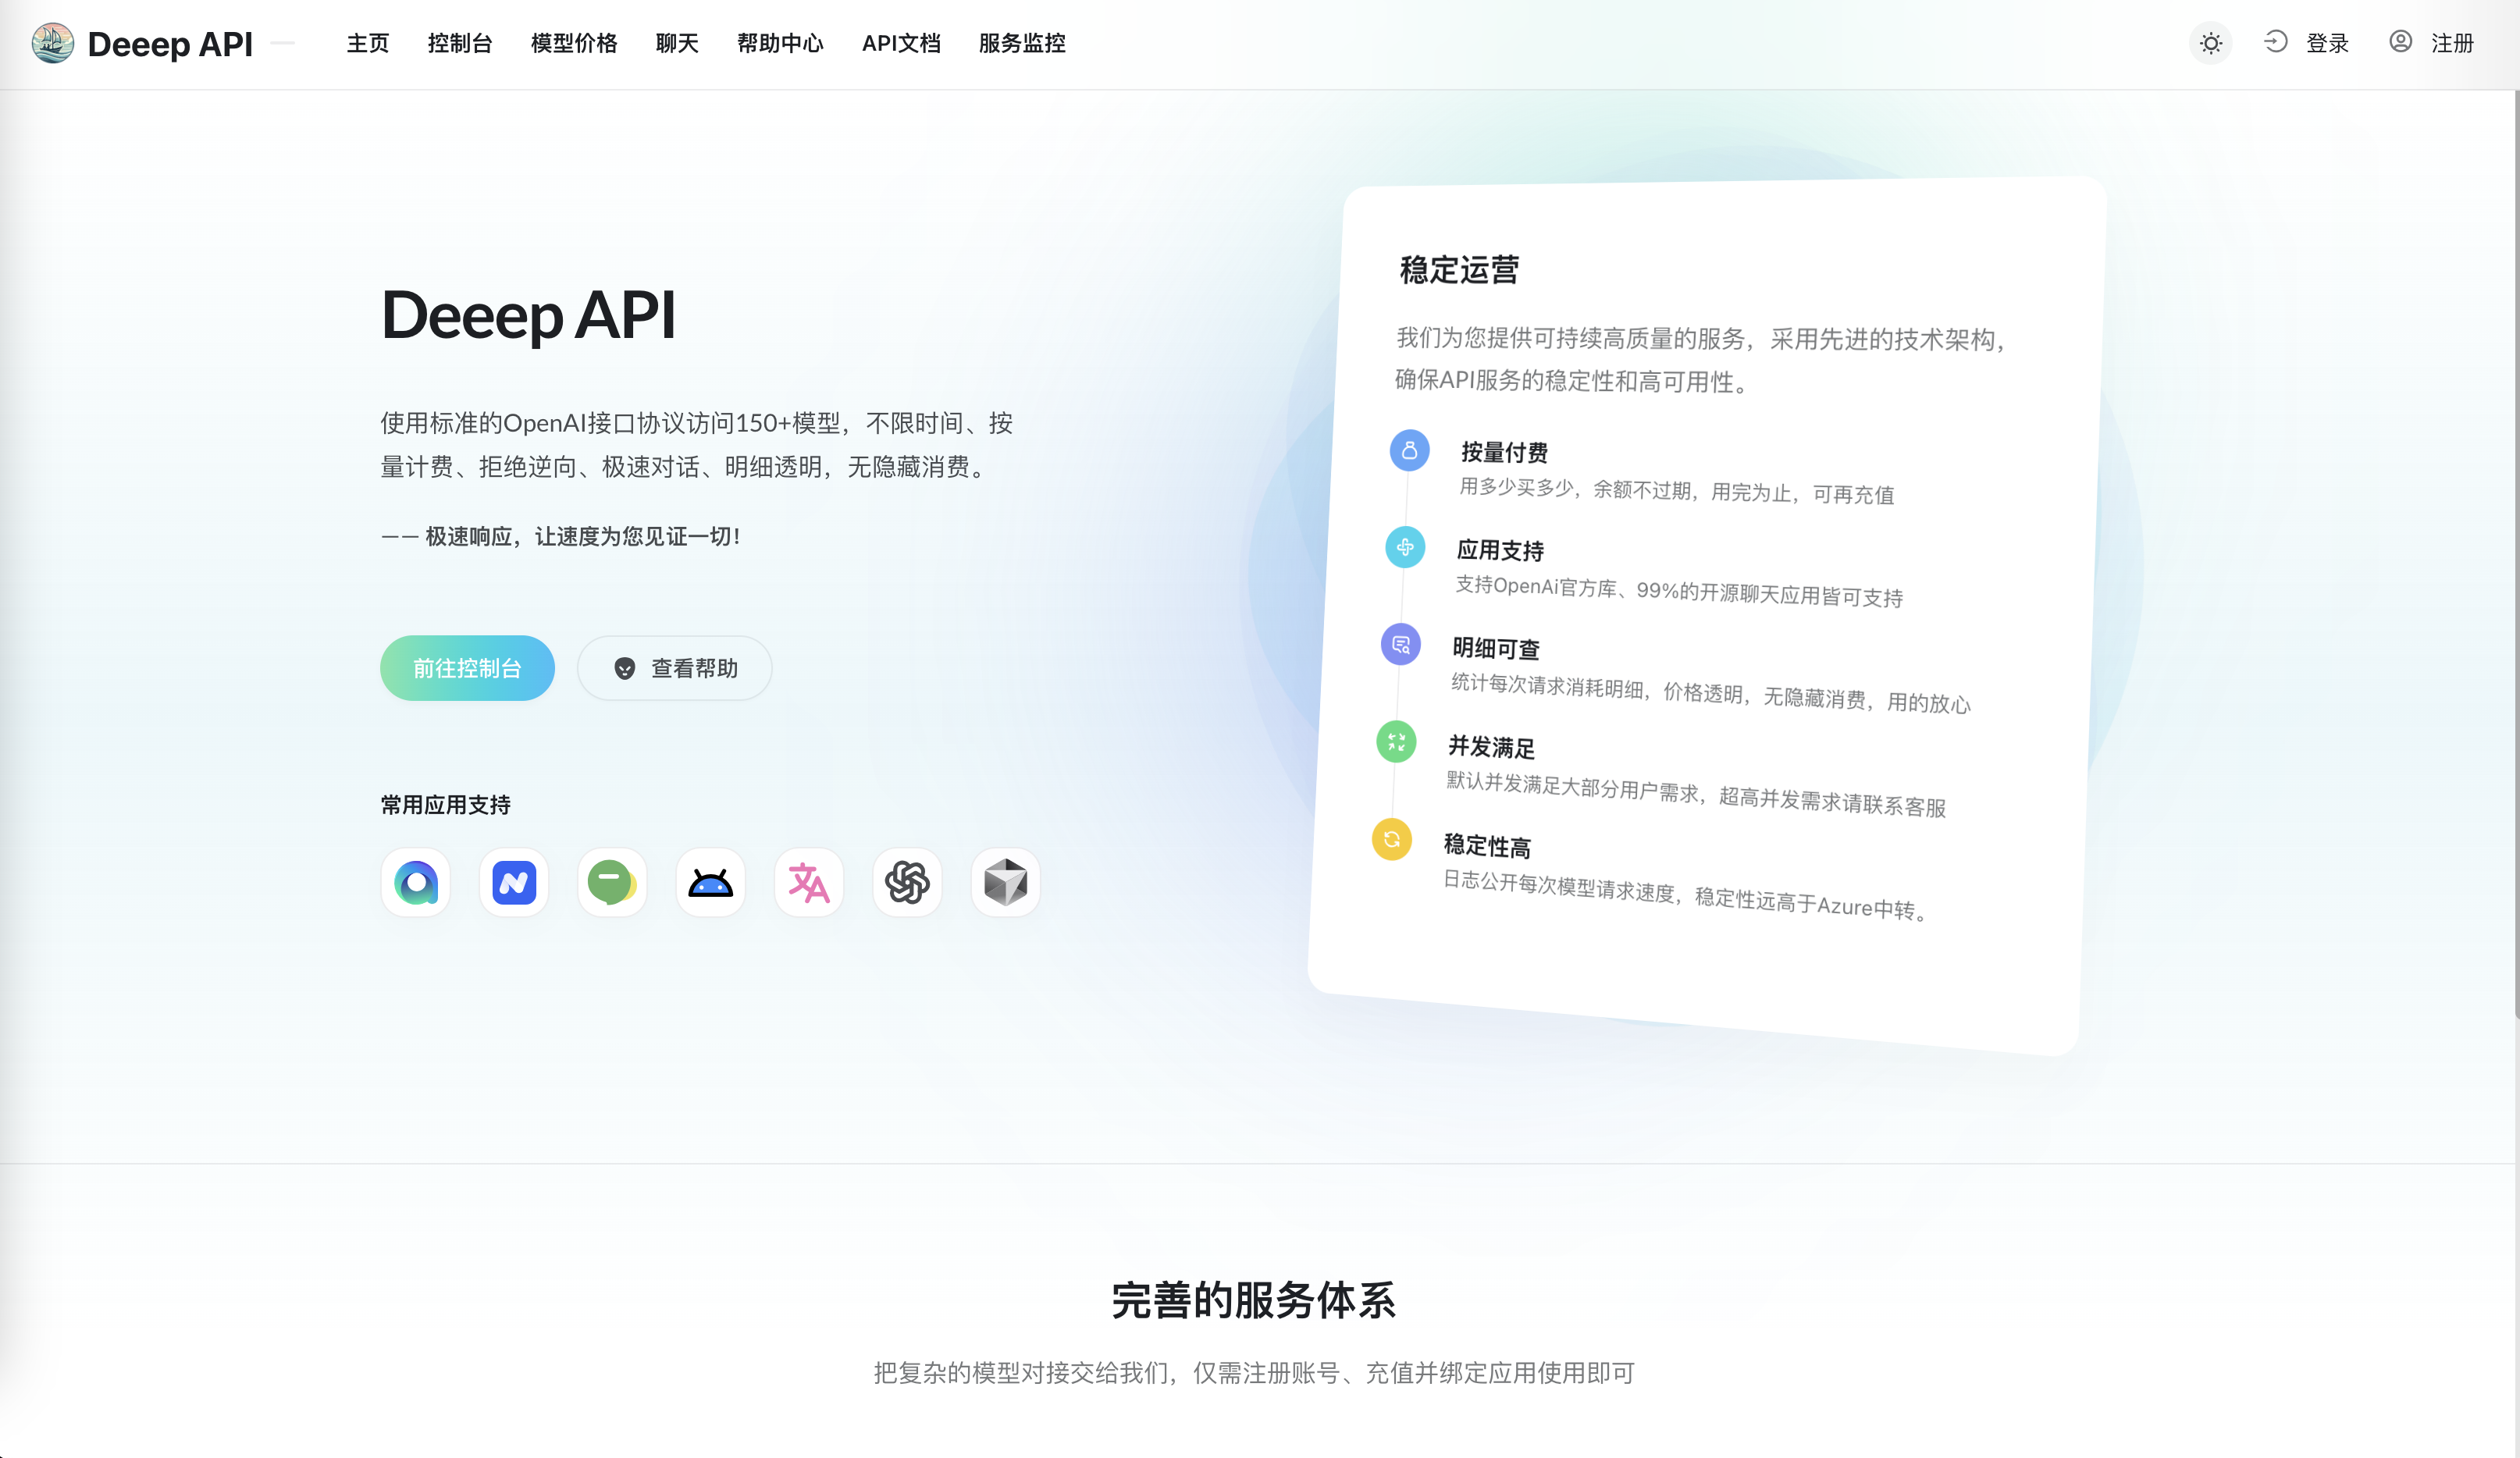 Deeep API
主页
控制台
模型价格
聊天
帮助中心
API文档
服务监控
登录
注册
Deeep API
使用标准的OpenAI接口协议访问150+模型，不限时间、按
量计费、拒绝逆向、极速对话、明细透明，无隐藏消费。
—— 极速响应，让速度为您见证一切！
前往控制台
查看帮助
常用应用支持
稳定运营
我们为您提供可持续高质量的服务，采用先进的技术架构，
确保API服务的稳定性和高可用性。
按量付费
用多少买多少，余额不过期，用完为止，可再充值
应用支持
支持OpenAi官方库、99%的开源聊天应用皆可支持
明细可查
统计每次请求消耗明细，价格透明，无隐藏消费，用的放心
并发满足
默认并发满足大部分用户需求，超高并发需求请联系客服
稳定性高
日志公开每次模型请求速度，稳定性远高于Azure中转。
完善的服务体系
把复杂的模型对接交给我们，仅需注册账号、充值并绑定应用使用即可